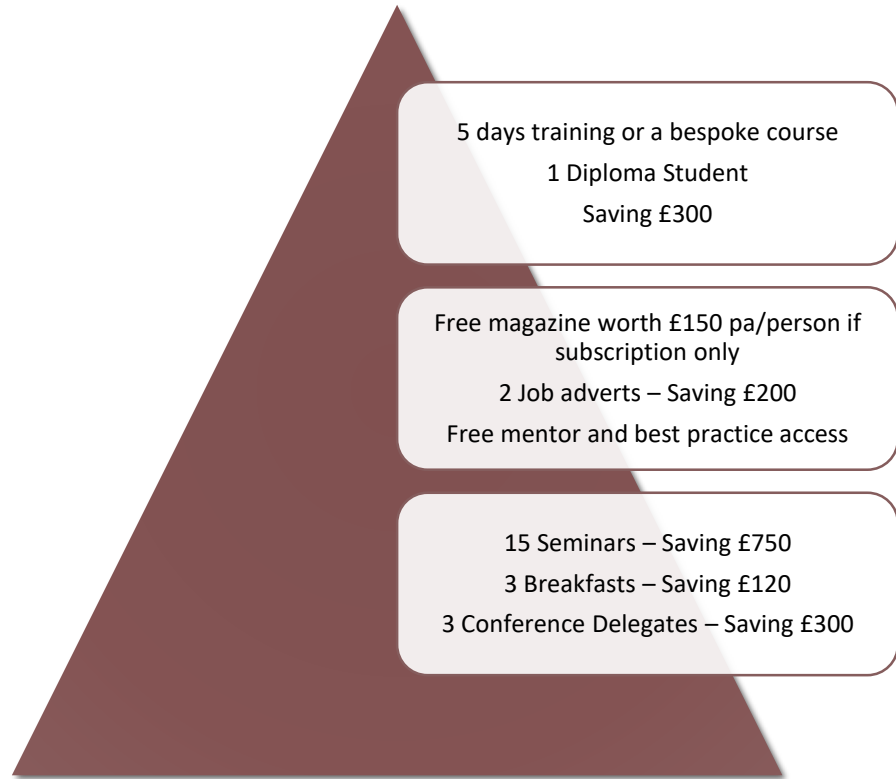 5 days training or a bespoke course
1 Diploma Student
Saving £300
Free magazine worth £150 pa/person if
subscription only
2 Job adverts – Saving £200
Free mentor and best practice access
15 Seminars – Saving £750
3 Breakfasts – Saving £120
3 Conference Delegates – Saving £300